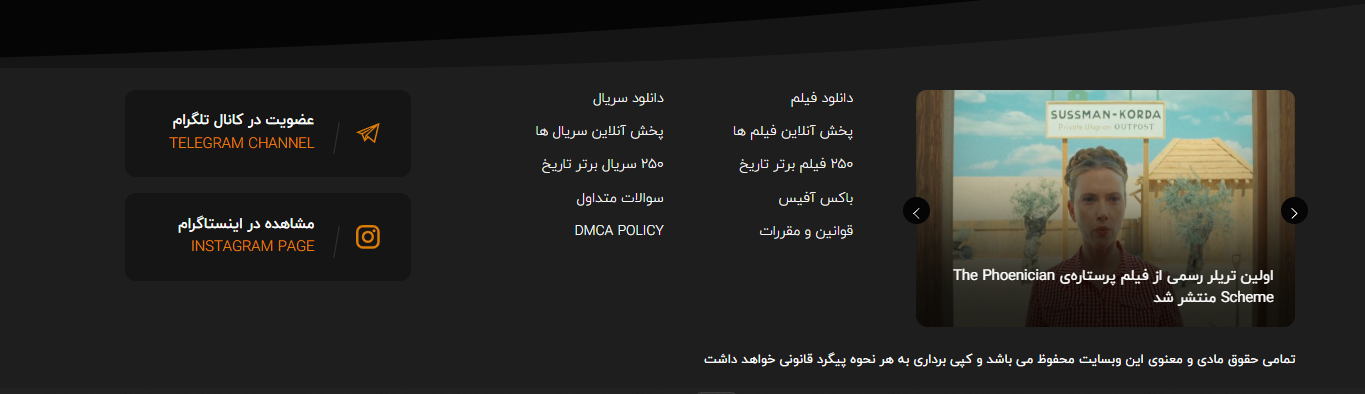 SUSSMAN-KORDA
OUTPOST
اولین تریلر رسمی از فیلم پرستاره‌ی The Phoenician
Scheme منتشر شد
دانلود فیلم
پخش آنلاین فیلم ها
۲۵۰ فیلم برتر تاریخ
باکس آفیس
قوانین و مقررات
دانلود سریال
پخش آنلاین سریال ها
۲۵۰ سریال برتر تاریخ
سوالات متداول
DMCA POLICY
عضویت در کانال تلگرام
TELEGRAM CHANNEL
مشاهده در اینستاگرام
INSTAGRAM PAGE
تمامی حقوق مادی و معنوی این وبسایت محفوظ می باشد و کپی برداری به هر نحوه پیگرد قانونی خواهد داشت